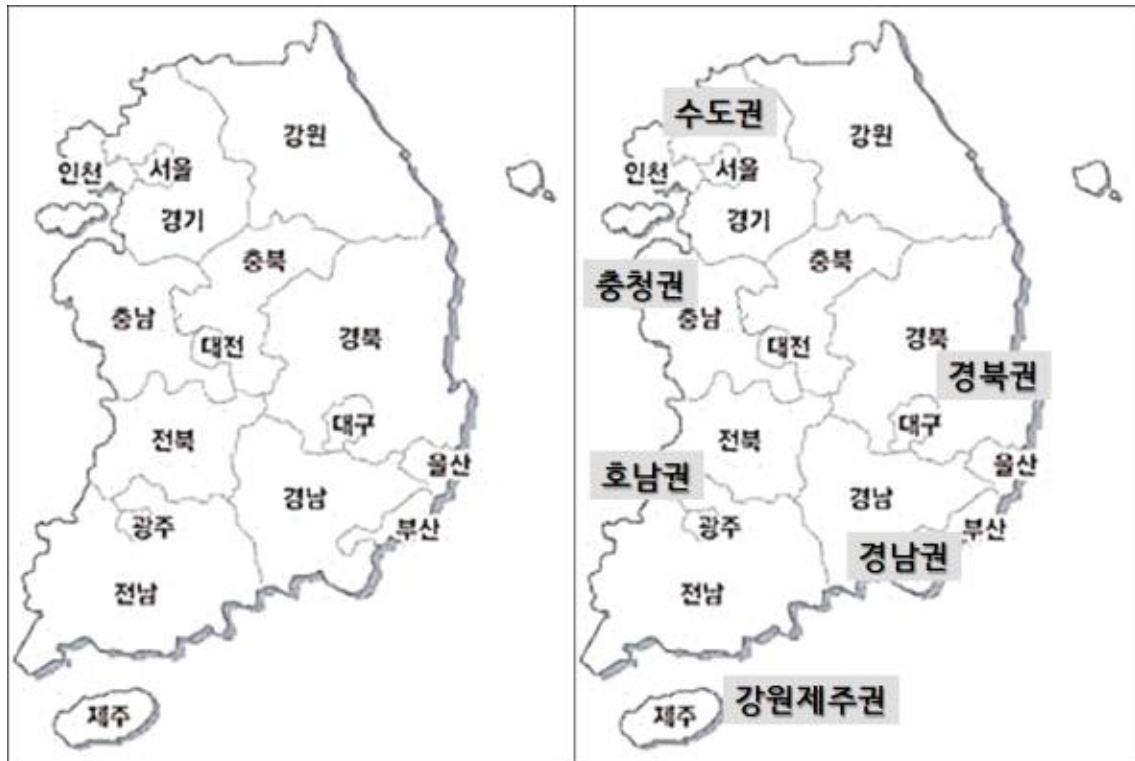 강원
인천
서울
경기
충북
충남
대전
경북
대구
전북
울산
경남
광주
부산
전남
제주
수도권
강원
인천
서울
경기
충북
충청권
충남
대전
경북
경북권
대구
전북
울산
호남권
경남
광주
부산
경남권
전남
강원제주권
제주